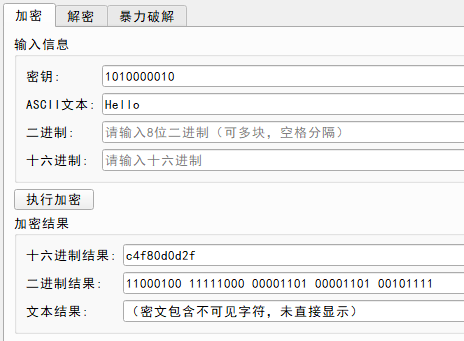 加密 解密 暴力破解
输入信息
密钥: 1010000010
ASCII文本: Hello
二进制: 请输入8位二进制（可多块，空格分隔）
十六进制: 请输入十六进制
执行加密
加密结果
十六进制结果: c4f80d0d2f
二进制结果: 11000100 11111000 00001101 00001101 00101111
文本结果: （密文包含不可见字符，未直接显示）